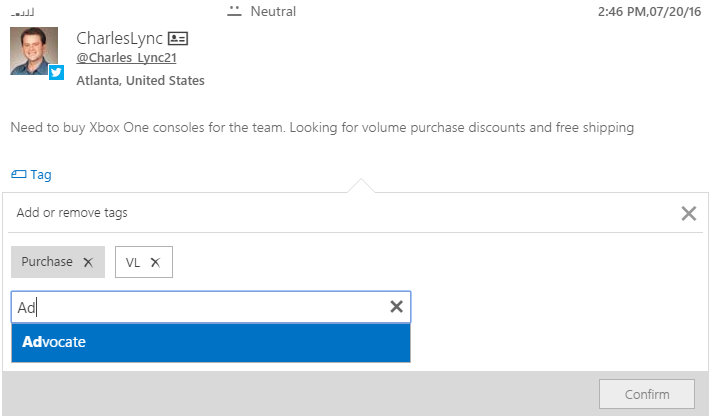 Neutral
2:46 PM,07/20/16
CharlesLync
@Charles_Lync21
Atlanta, United States
Need to buy Xbox One consoles for the team. Looking for volume purchase discounts and free shipping
Tag
Add or remove tags
Purchase
VL
Ad
Advocate
Confirm